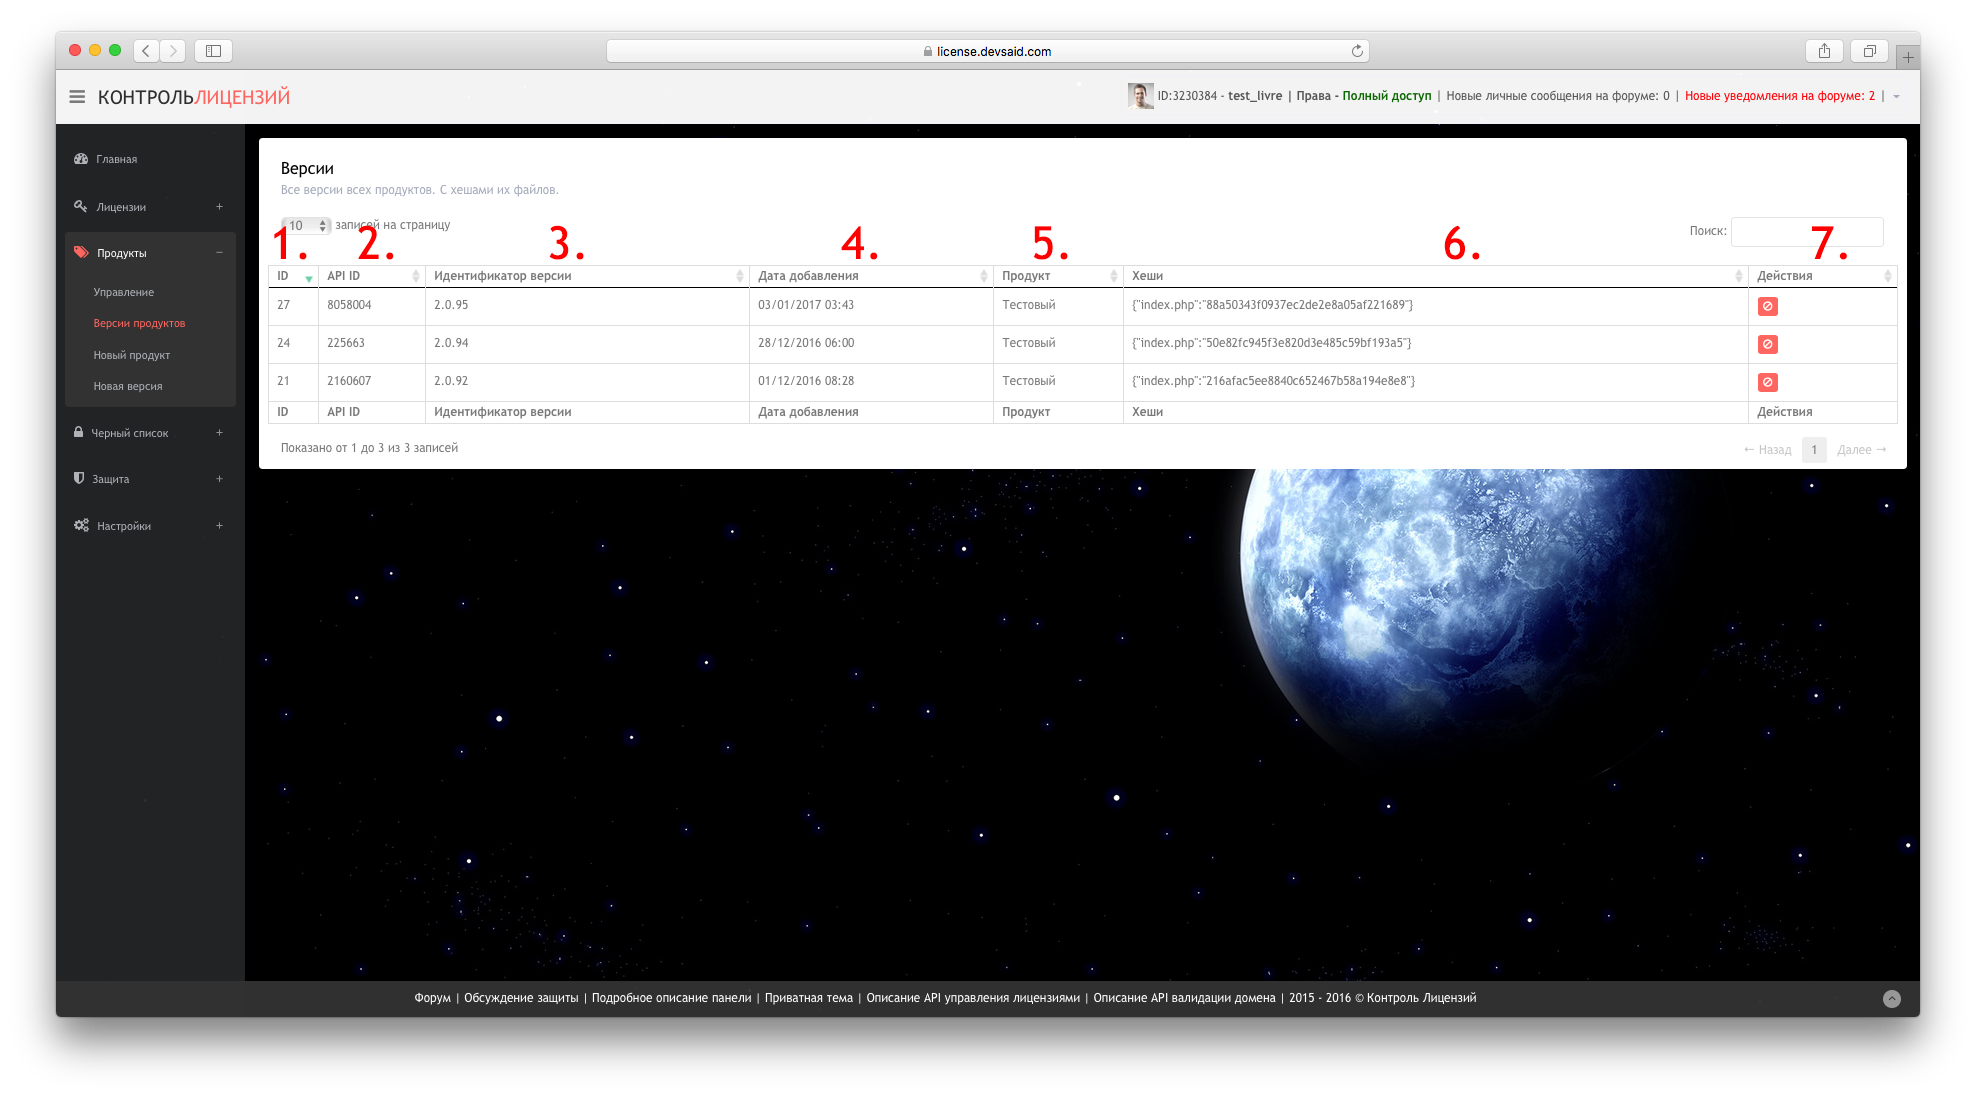 license.devsaid.com
КОНТРОЛЬЛИЦЕНЗИЙ
ID:3230384 - test_livre | Права - Полный доступ | Новые личные сообщения на форуме: 0 | Новые уведомления на форуме: 2 |
Главная
Лицензии +
Продукты −
Управление
Версии продуктов
Новый продукт
Новая версия
Черный список +
Защита +
Настройки +
Версии
Все версии всех продуктов. С хешами их файлов.
10 записей на страницу
Поиск:
1. 2. 3. 4. 5. 6. 7.
ID API ID Идентификатор версии Дата добавления Продукт Хеши Действия
27 8058004 2.0.95 03/01/2017 03:43 Тестовый {"index.php":"88a50343f0937ec2de2e8a05af221689"}
24 225663 2.0.94 28/12/2016 06:00 Тестовый {"index.php":"50e82fc945f3e820d3e485c59bf193a5"}
21 2160607 2.0.92 01/12/2016 08:28 Тестовый {"index.php":"216afac5ee8840c652467b58a194e8e8"}
ID API ID Идентификатор версии Дата добавления Продукт Хеши Действия
Показано от 1 до 3 из 3 записей
← Назад 1 Далее →
Форум | Обсуждение защиты | Подробное описание панели | Приватная тема | Описание API управления лицензиями | Описание API валидации домена | 2015 - 2016 © Контроль Лицензий